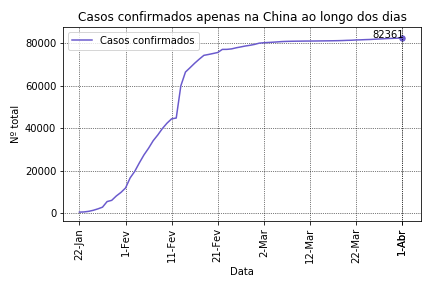 Casos confirmados apenas na China ao longo dos dias
Casos confirmados
82361
80000
60000
40000
20000
0
Nº total
22-Jan
1-Fev
11-Fev
21-Fev
2-Mar
12-Mar
22-Mar
1-Abr
Data